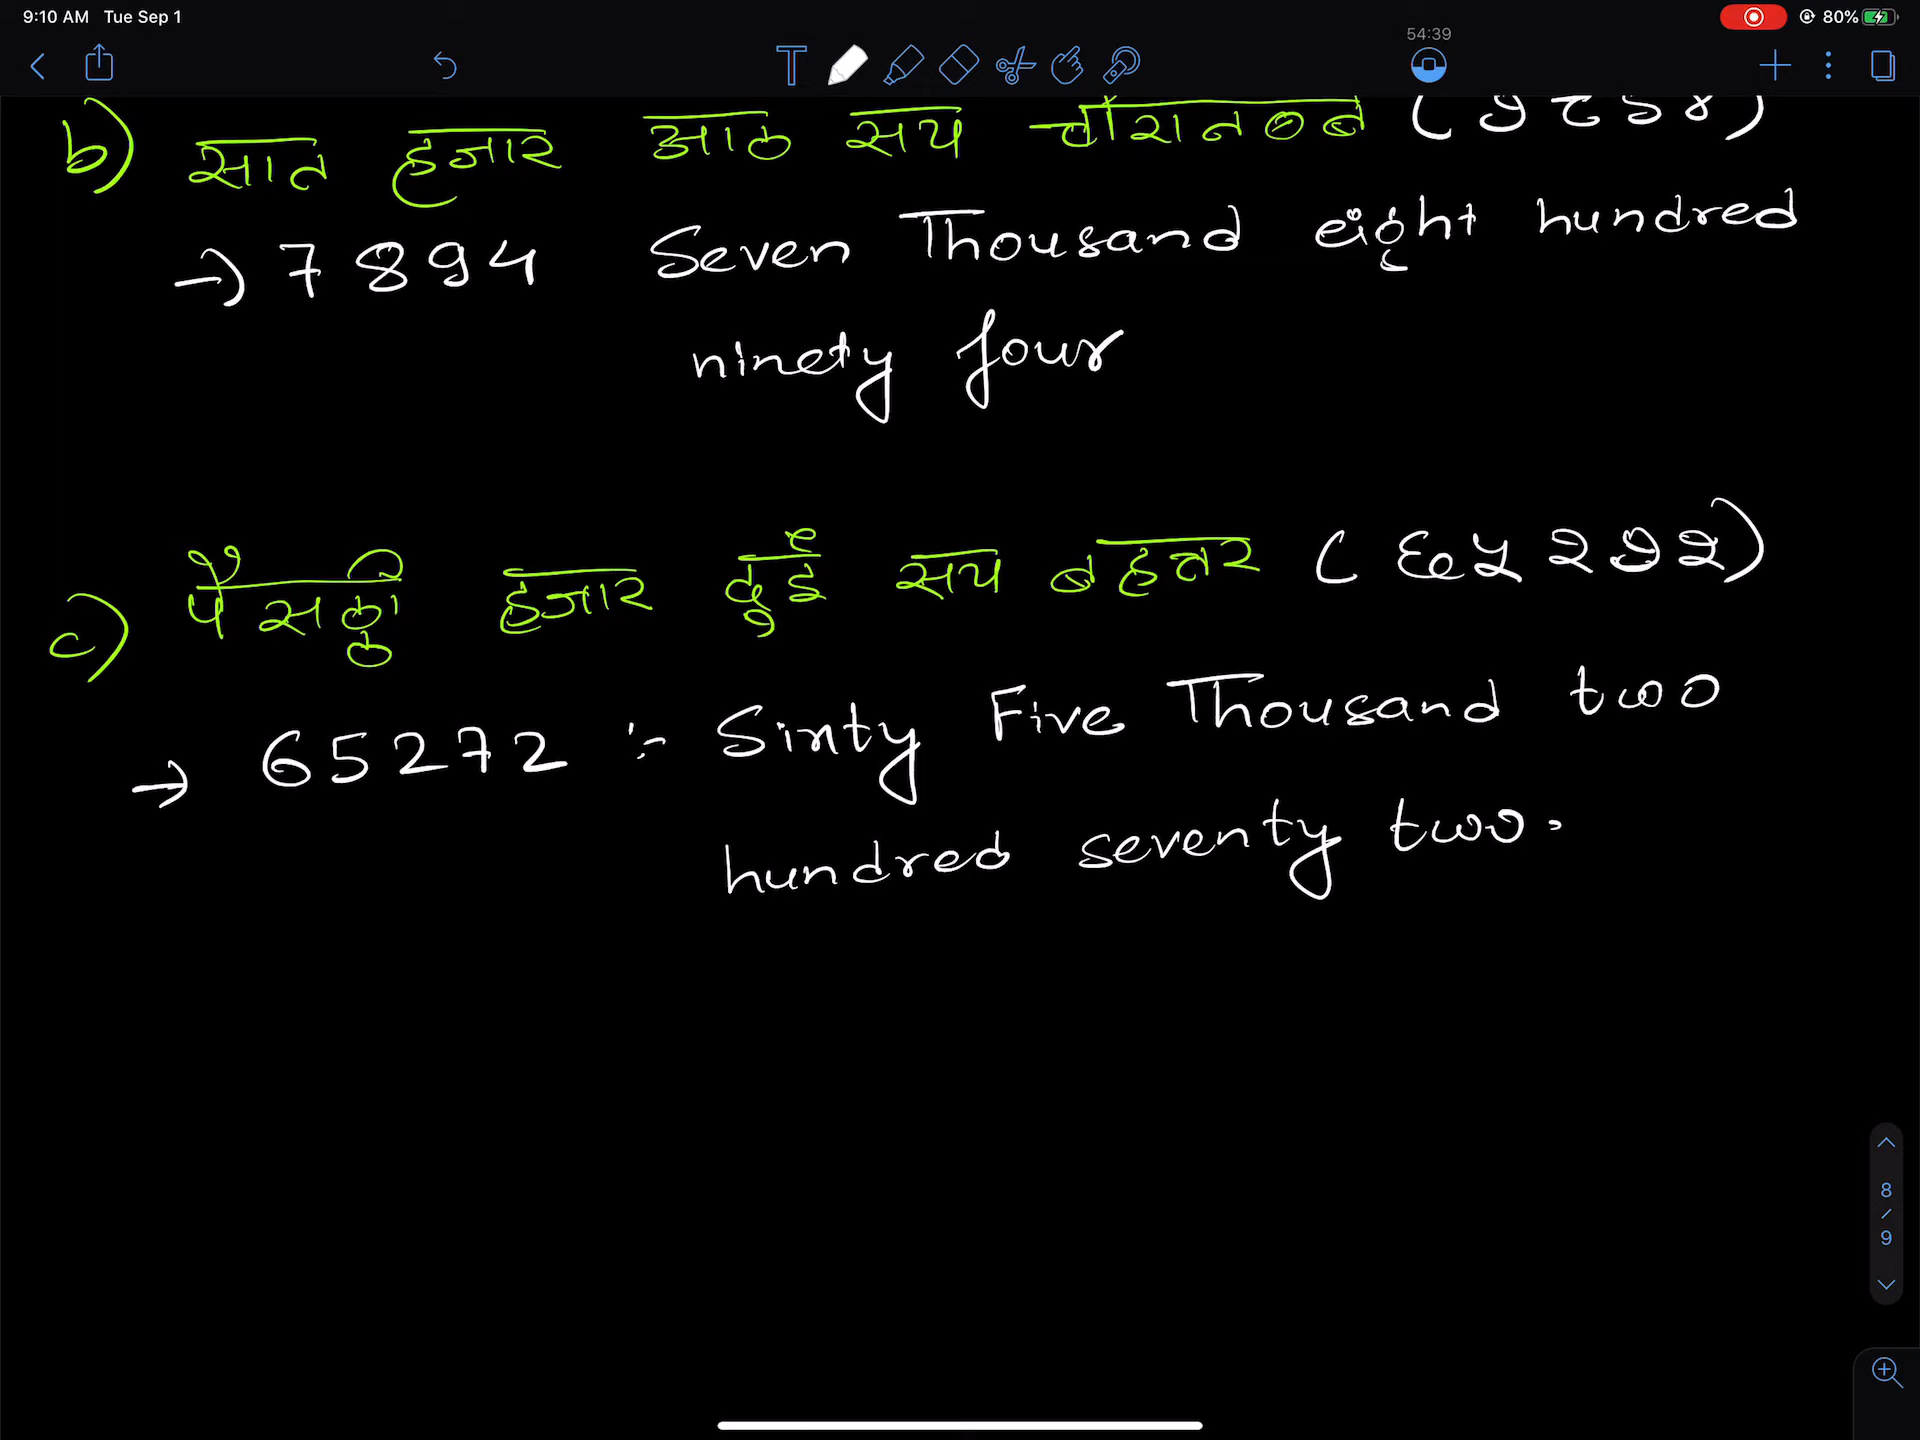 9:10 AM Tue Sep 1
80%
54:39
b) सात हजार आठ सय चौरानब्बे (७८९४)
→ 7894 Seven Thousand eight hundred
ninety four
c) पैंसठ्ठी हजार दुई सय बहत्तर (६५२७२)
→ 65272 :- Sixty Five Thousand two
hundred seventy two.
8
/
9